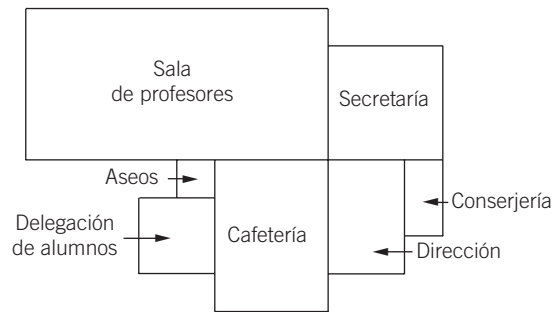 Sala
de profesores
Secretaría
Aseos
Conserjería
Delegación
de alumnos
Cafetería
Dirección